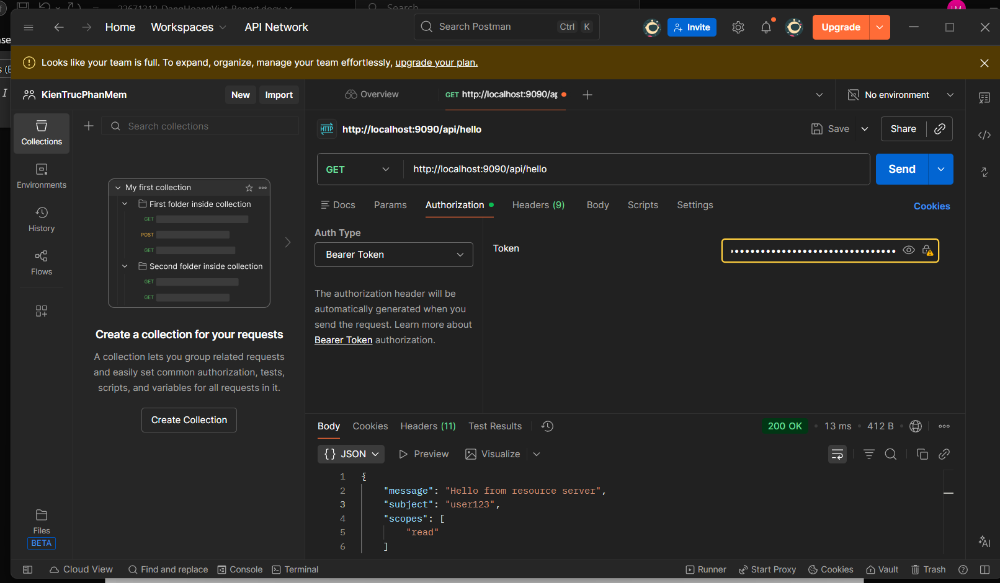 22671312_DangHoangViet_Report.docx
Search
LM
Home
Workspaces
API Network
Search Postman
Ctrl K
Invite
Upgrade
Looks like your team is full. To expand, organize, manage your team effortlessly, upgrade your plan.
KienTrucPhanMem
New
Import
Overview
GET http://localhost:9090/ap
No environment
Collections
Environments
History
Flows
Files
BETA
Search collections
My first collection
First folder inside collection
GET
POST
GET
Second folder inside collection
GET
GET
Create a collection for your requests
A collection lets you group related requests
and easily set common authorization, tests,
scripts, and variables for all requests in it.
Create Collection
HTTP
http://localhost:9090/api/hello
Save
Share
GET
http://localhost:9090/api/hello
Send
Docs
Params
Authorization
Headers (9)
Body
Scripts
Settings
Cookies
Auth Type
Bearer Token
The authorization header will be
automatically generated when you
send the request. Learn more about
Bearer Token authorization.
Token
Body
Cookies
Headers (11)
Test Results
200 OK
13 ms
412 B
{} JSON
Preview
Visualize
1 {
2 "message": "Hello from resource server",
3 "subject": "user123",
4 "scopes": [
5 "read"
6 ]
AI
Cloud View
Find and replace
Console
Terminal
Runner
Start Proxy
Cookies
Vault
Trash